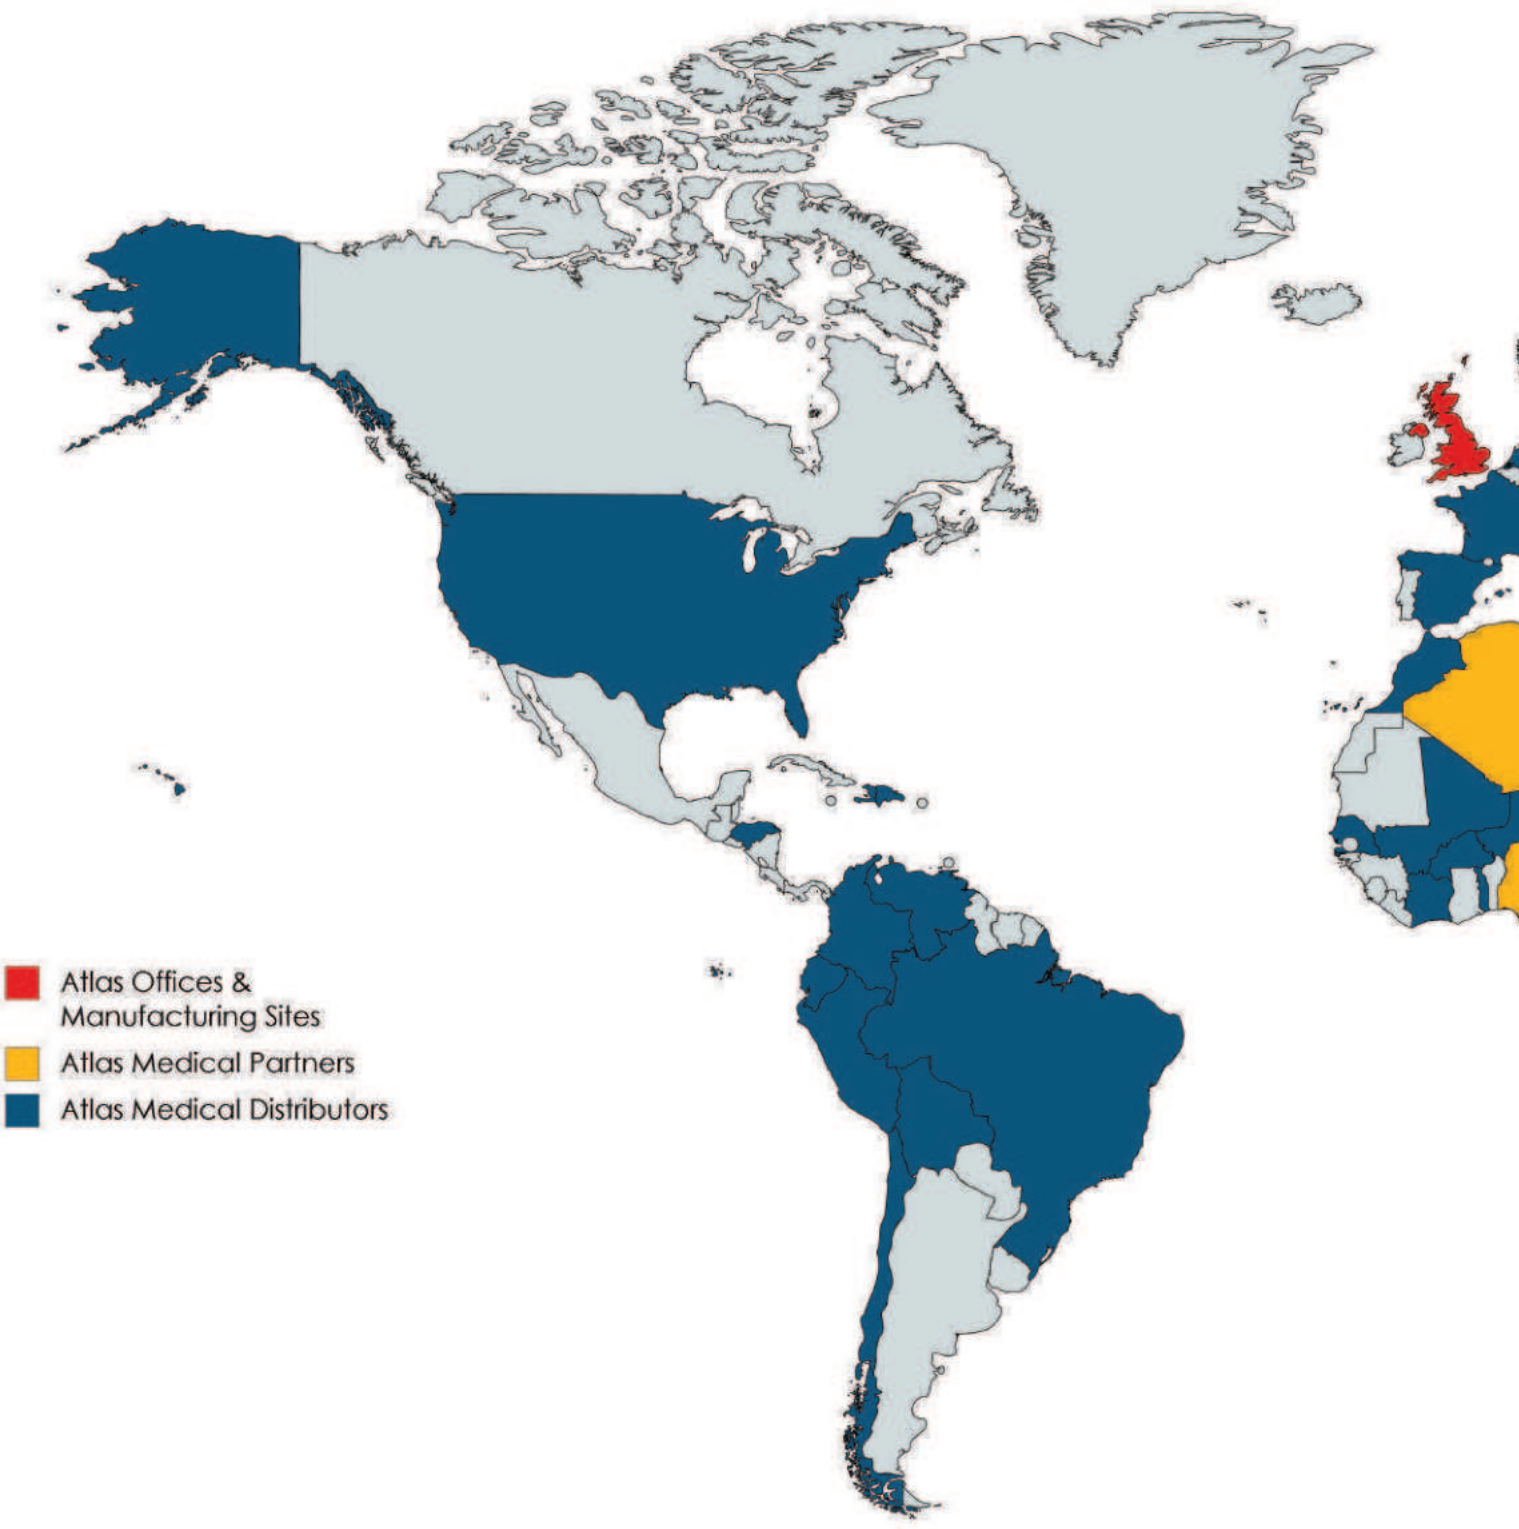 Atlas Offices &
Manufacturing Sites
Atlas Medical Partners
Atlas Medical Distributors